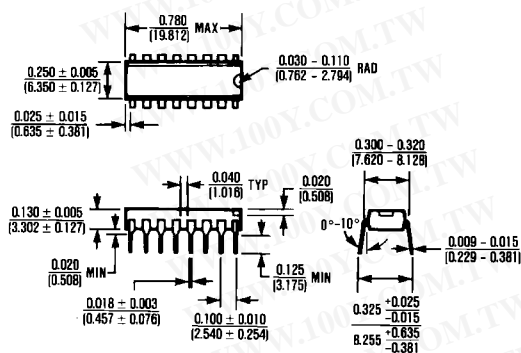 0.780
(19.812)
MAX
0.250 ± 0.005
(6.350 ± 0.127)
0.030 – 0.110
(0.762 – 2.794)
RAD
0.025 ± 0.015
(0.635 ± 0.381)
0.040
(1.016)
TYP
0.020
(0.508)
0.300 – 0.320
(7.620 – 8.128)
0.130 ± 0.005
(3.302 ± 0.127)
0°–10°
0.020
(0.508)
MIN
0.125
(3.175)
MIN
0.009 – 0.015
(0.229 – 0.381)
0.018 ± 0.003
(0.457 ± 0.076)
0.100 ± 0.010
(2.540 ± 0.254)
0.325 +0.025
–0.015
8.255 +0.635
–0.381
WWW.100Y.COM.TW